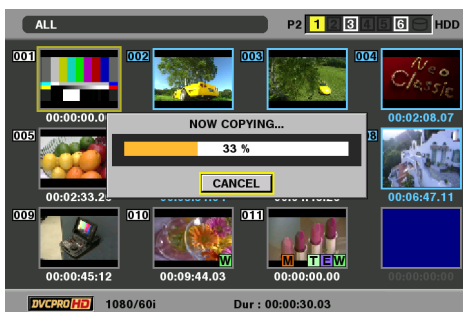 ALL
P2 1 2 3 4 5 6 HDD
001 002 003 004
Neo
Classic
00:00:00.0 00:02:08.07
NOW COPYING...
33 %
CANCEL
005 8
00:02:33.26 00:06:47.11
009 010 011
W M T E W
00:00:45:12 00:09:44.03 00:00:00.00 00:00:00:00
DVCPRO HD 1080/60i Dur : 00:00:30.03